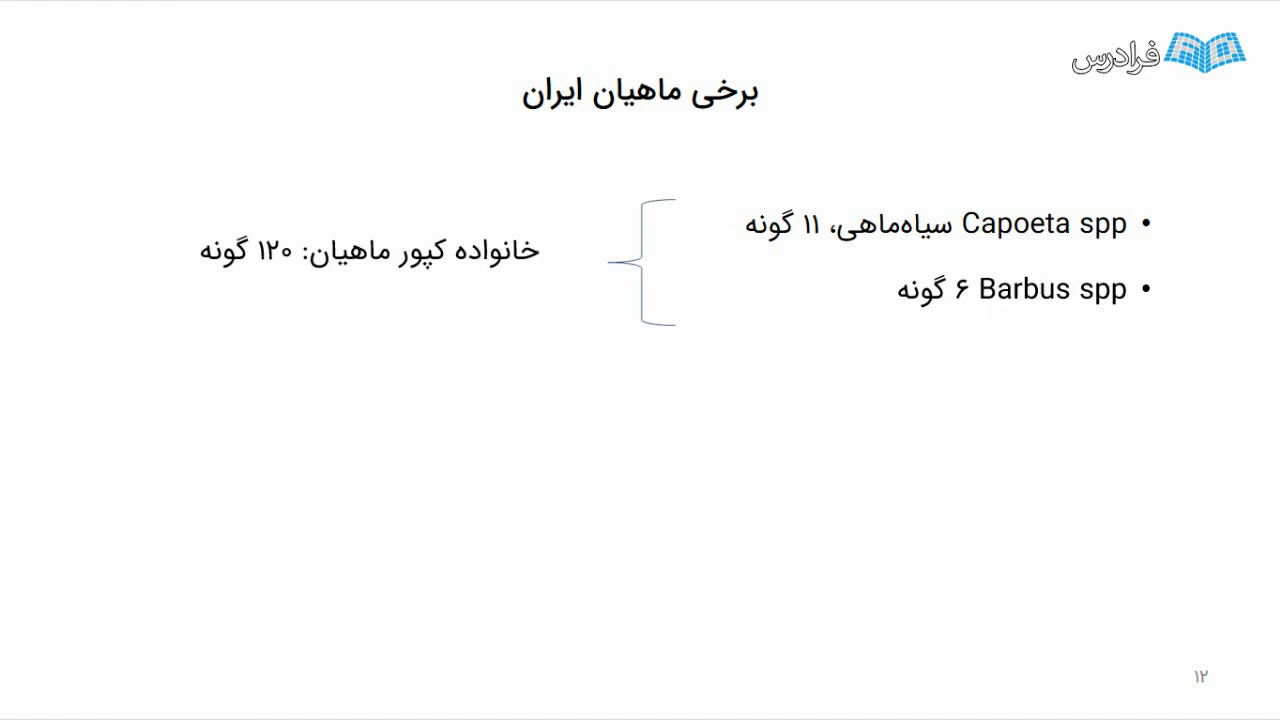 فرادرس
برخی ماهیان ایران
• Capoeta spp سیاه‌ماهی، ۱۱ گونه
• Barbus spp ۶ گونه
خانواده کپور ماهیان: ۱۲۰ گونه
۱۲